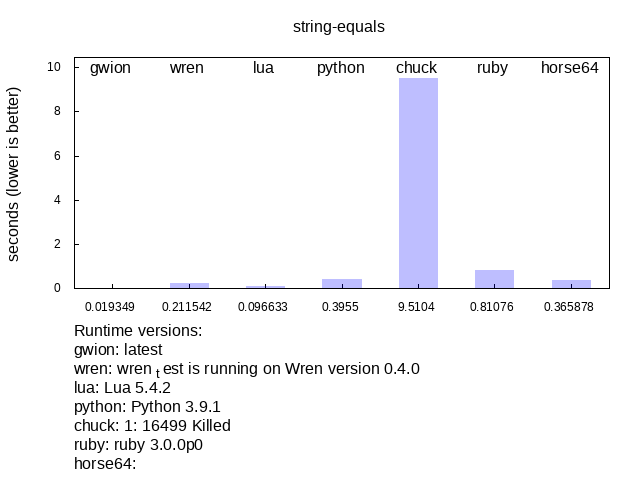 string-equals
seconds (lower is better)
10
8
6
4
2
0
gwion wren lua python chuck ruby horse64
0.019349 0.211542 0.096633 0.3955 9.5104 0.81076 0.365878
Runtime versions:
gwion: latest
wren: wren test is running on Wren version 0.4.0
lua: Lua 5.4.2
python: Python 3.9.1
chuck: 1: 16499 Killed
ruby: ruby 3.0.0p0
horse64: